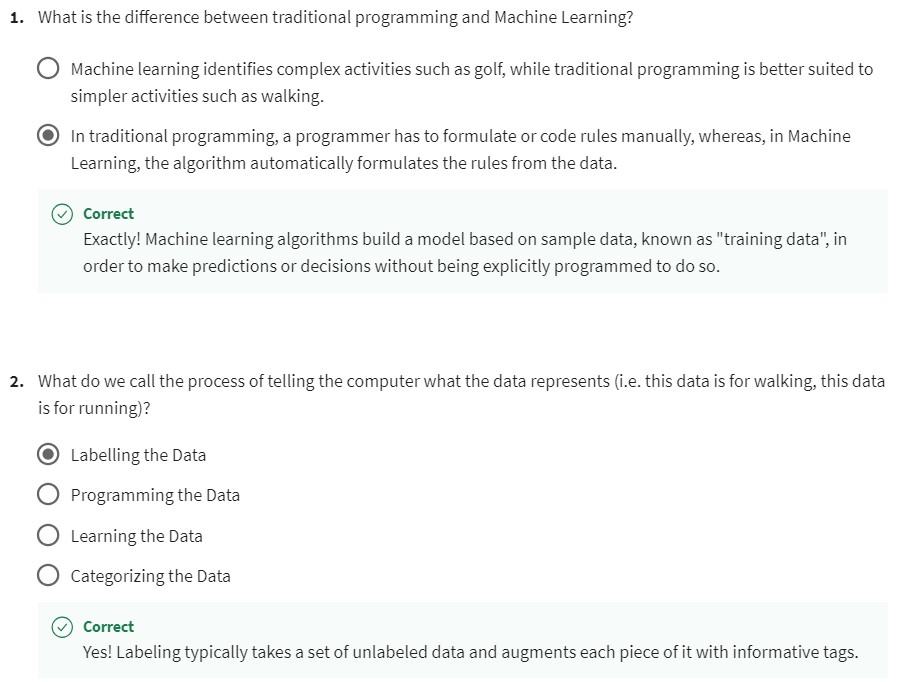 1. What is the difference between traditional programming and Machine Learning?
Machine learning identifies complex activities such as golf, while traditional programming is better suited to
simpler activities such as walking.
In traditional programming, a programmer has to formulate or code rules manually, whereas, in Machine
Learning, the algorithm automatically formulates the rules from the data.
Correct
Exactly! Machine learning algorithms build a model based on sample data, known as "training data", in
order to make predictions or decisions without being explicitly programmed to do so.
2. What do we call the process of telling the computer what the data represents (i.e. this data is for walking, this data
is for running)?
Labelling the Data
Programming the Data
Learning the Data
Categorizing the Data
Correct
Yes! Labeling typically takes a set of unlabeled data and augments each piece of it with informative tags.